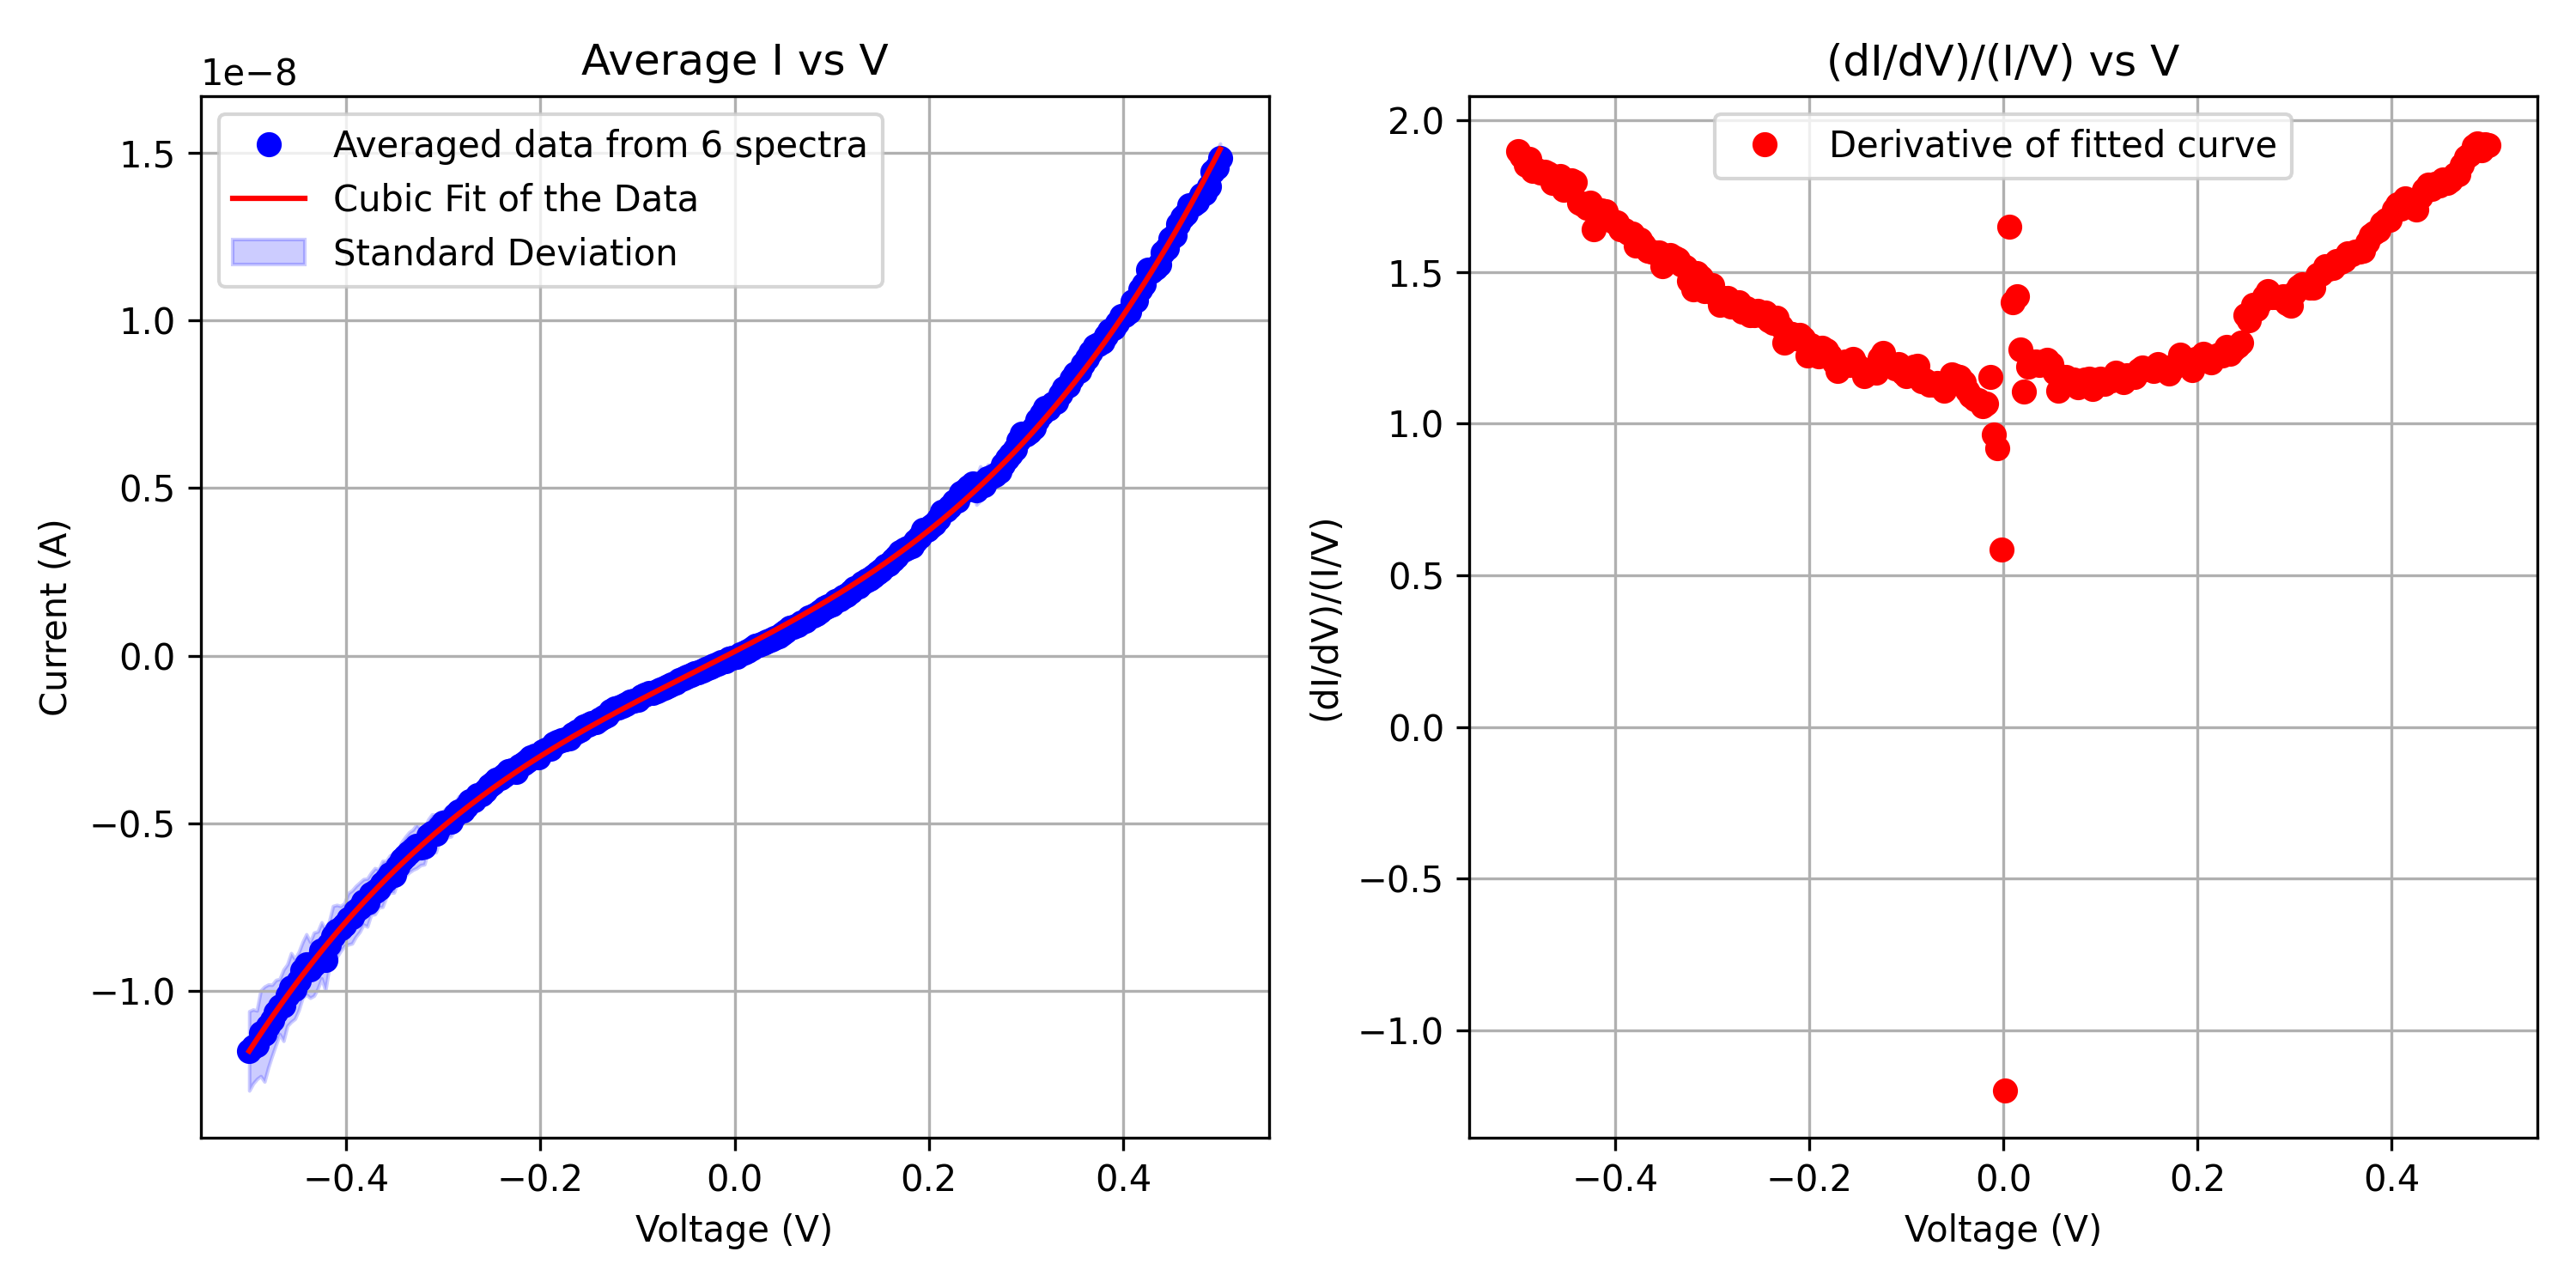 Average I vs V
1e−8
Averaged data from 6 spectra
Cubic Fit of the Data
Standard Deviation
1.5
1.0
0.5
0.0
−0.5
−1.0
Current (A)
−0.4 −0.2 0.0 0.2 0.4
Voltage (V)
(dI/dV)/(I/V) vs V
Derivative of fitted curve
2.0
1.5
1.0
0.5
0.0
−0.5
−1.0
(dI/dV)/(I/V)
−0.4 −0.2 0.0 0.2 0.4
Voltage (V)